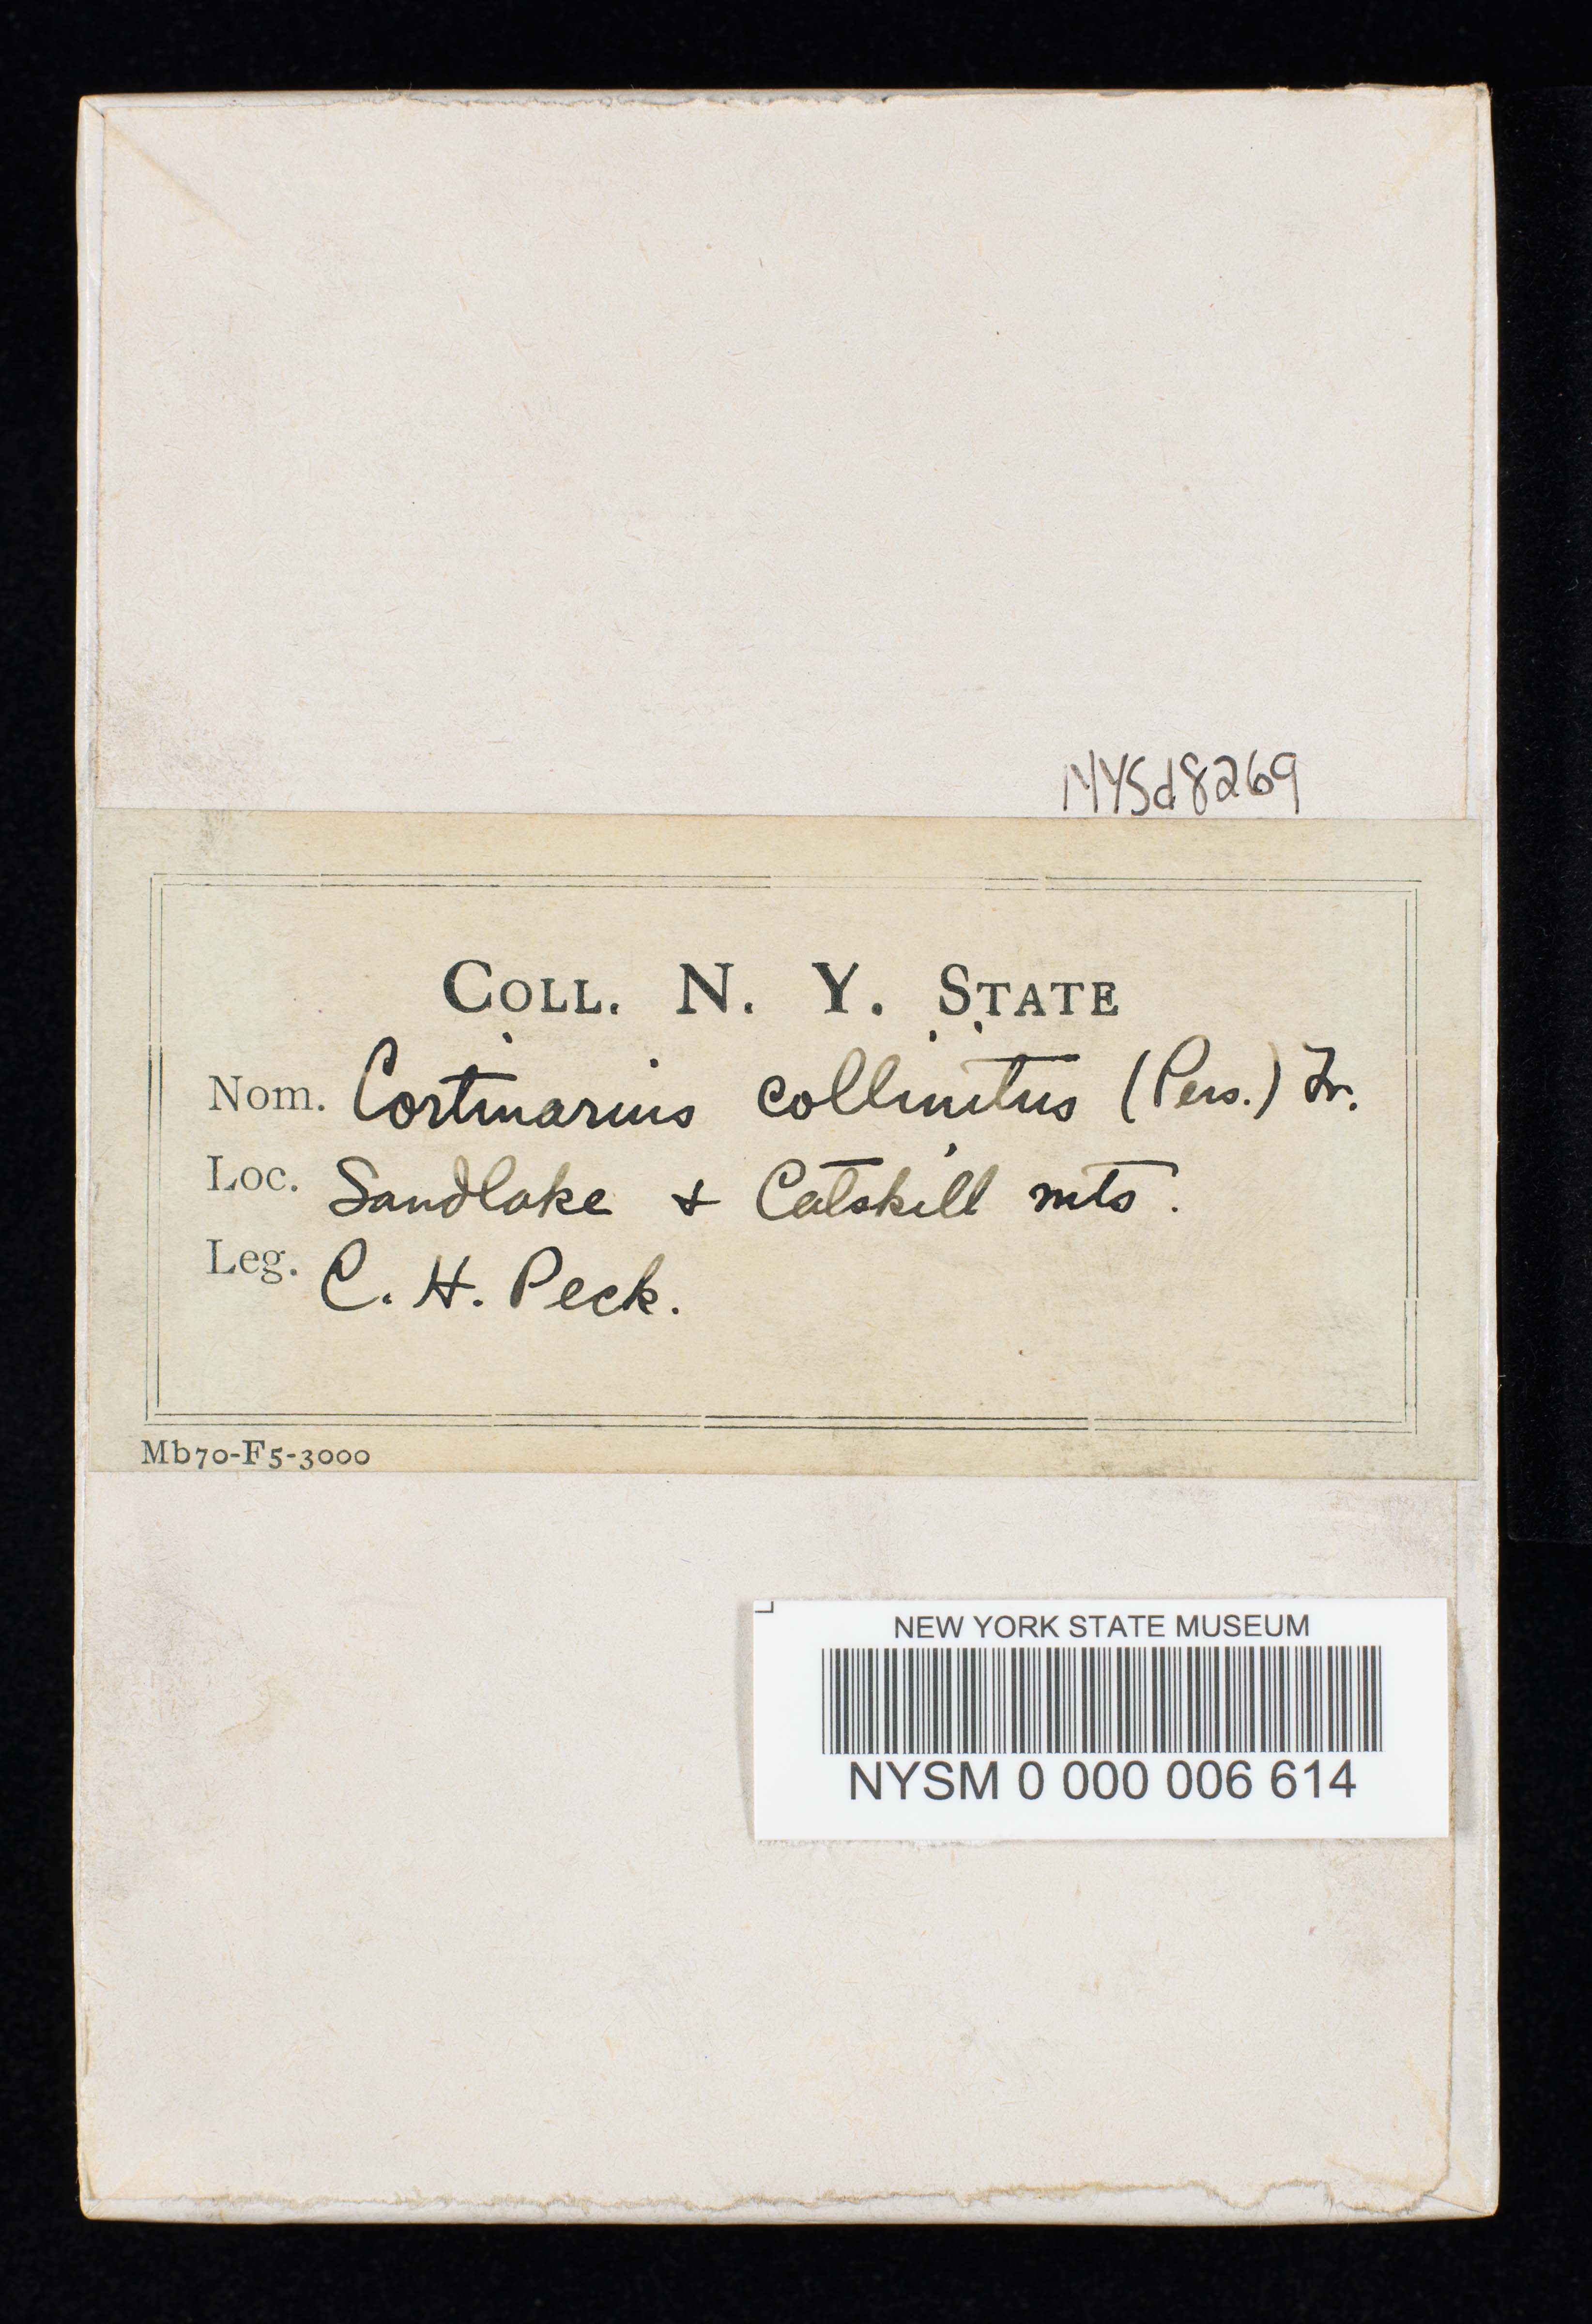 NYSd8269
COLL. N. Y. STATE
Nom. Cortinarius collinitus (Pers.) Fr.
Loc. Sandlake & Catskill mts.
Leg. C. H. Peck.
Mb70-F5-3000
NEW YORK STATE MUSEUM
NYSM 0 000 006 614